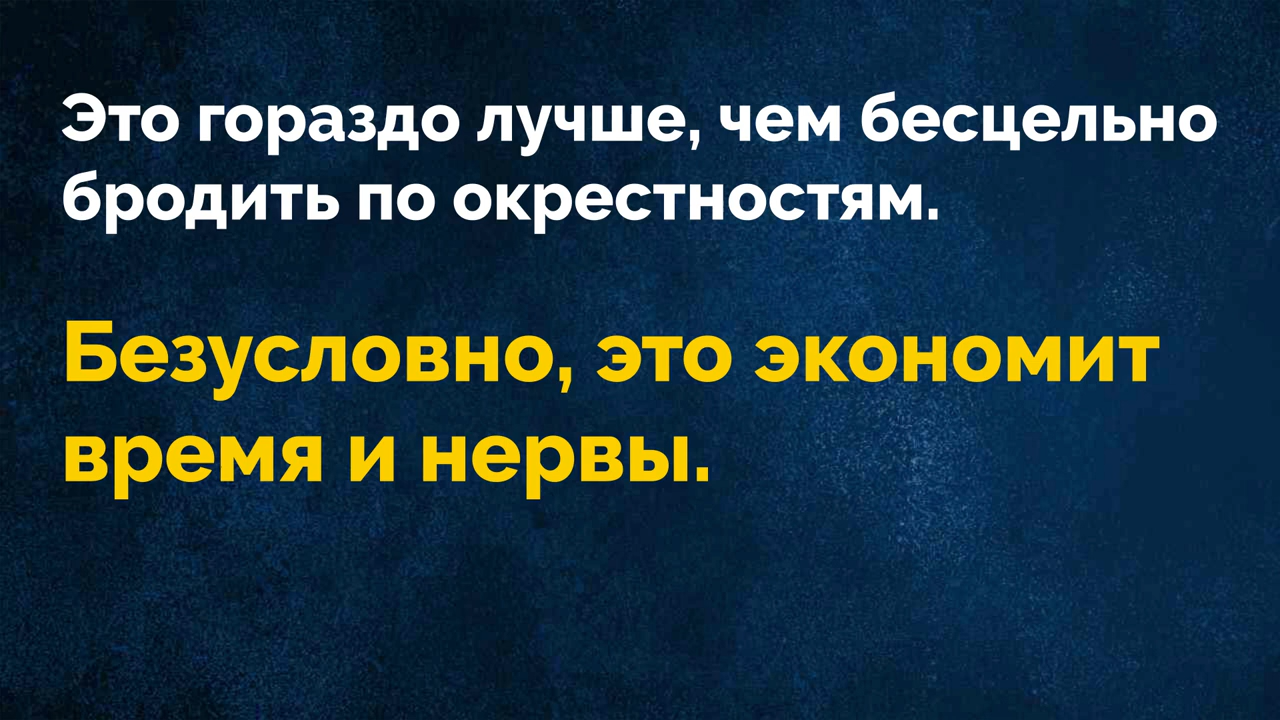 Это гораздо лучше, чем бесцельно
бродить по окрестностям.
Безусловно, это экономит
время и нервы.